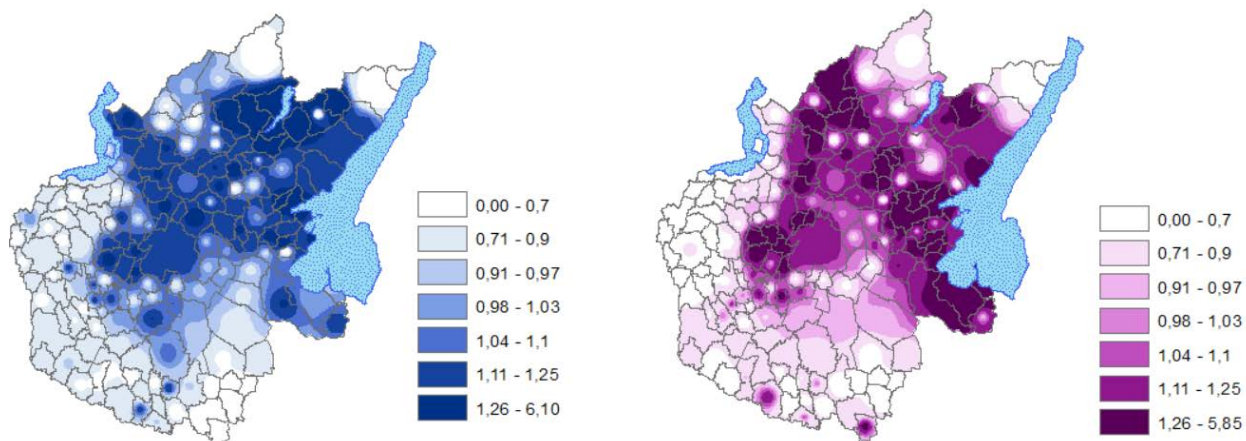 0,00 - 0,7
0,71 - 0,9
0,91 - 0,97
0,98 - 1,03
1,04 - 1,1
1,11 - 1,25
1,26 - 6,10
0,00 - 0,7
0,71 - 0,9
0,91 - 0,97
0,98 - 1,03
1,04 - 1,1
1,11 - 1,25
1,26 - 5,85